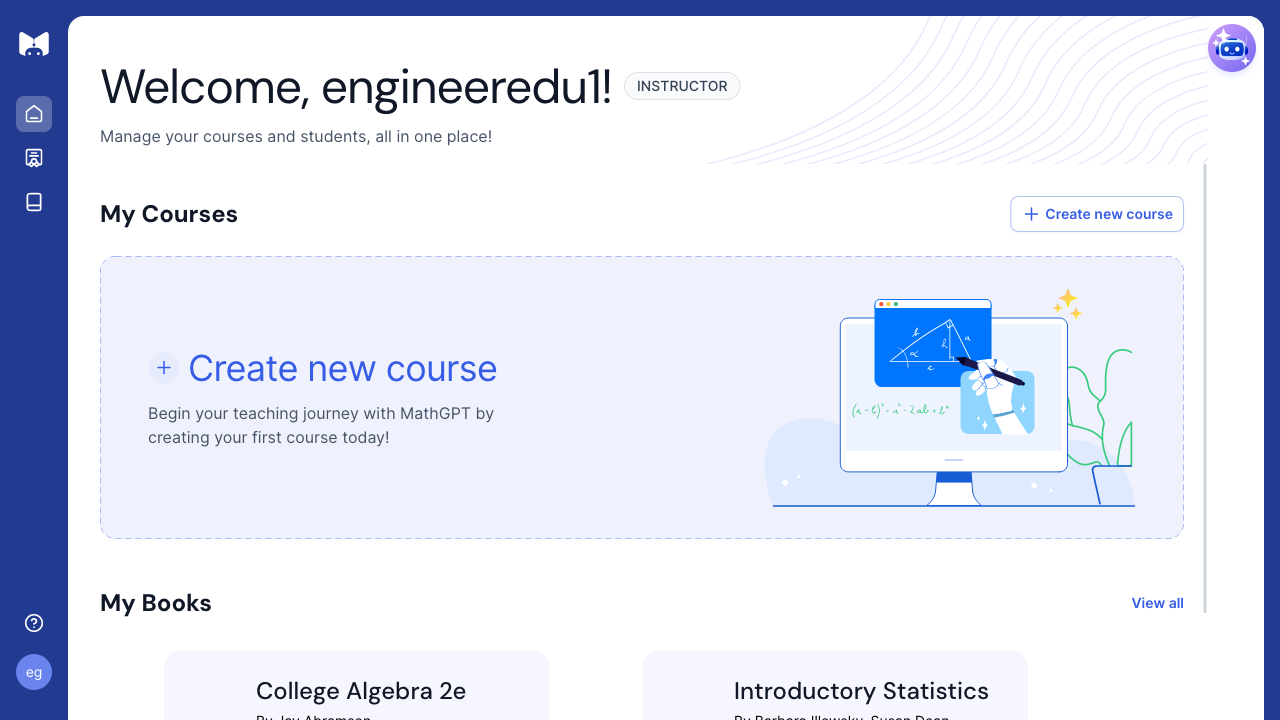 Welcome, engineeredu1!
INSTRUCTOR
Manage your courses and students, all in one place!
My Courses
Create new course
Create new course
Begin your teaching journey with MathGPT by
creating your first course today!
b
a
h
α
c
(a - b)² = a² - 2ab + b²
My Books
View all
eg
College Algebra 2e
Introductory Statistics
By Jay Abramson
By Barbara Illowsky, Susan Dean